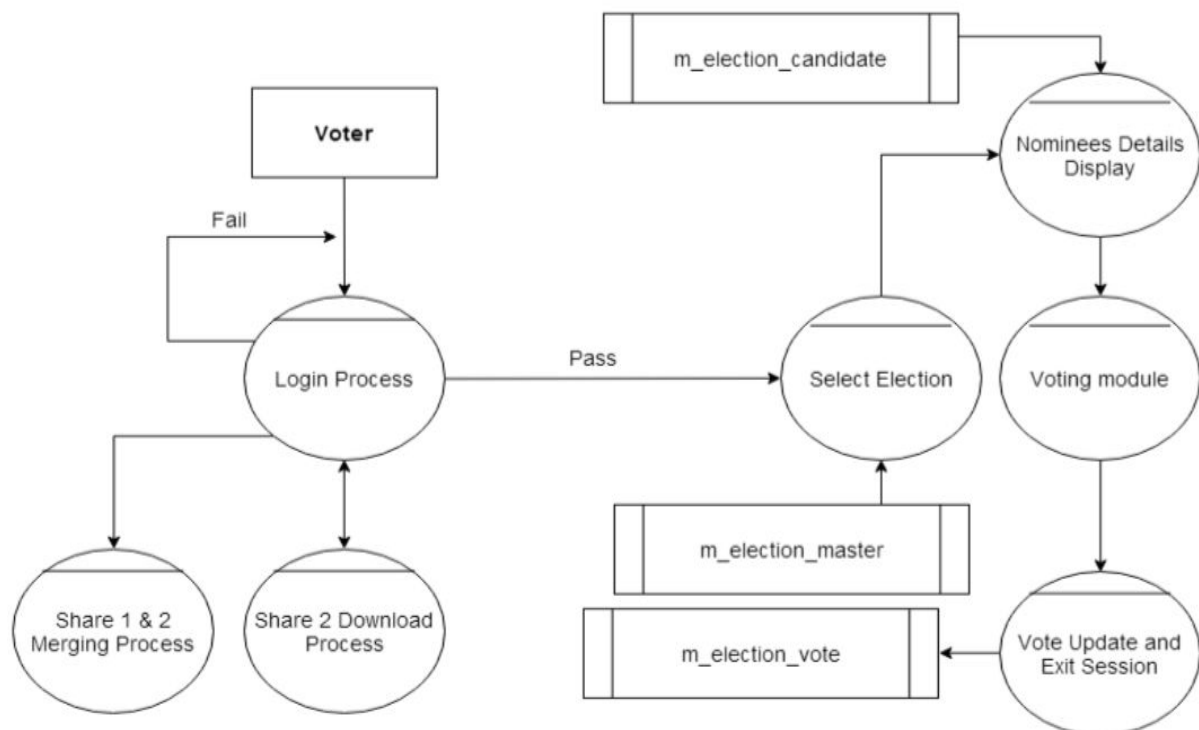 m_election_candidate
Voter
Nominees Details
Display
Fail
Pass
Login Process
Select Election
Voting module
m_election_master
Share 1 & 2
Merging Process
Share 2 Download
Process
m_election_vote
Vote Update and
Exit Session